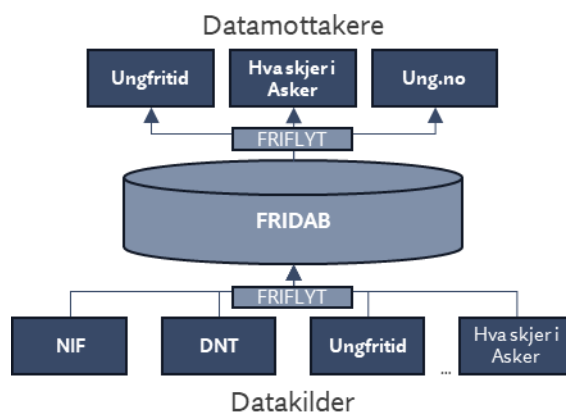 Datamottakere
Ungfritid
Hva skjer i
Asker
Ung.no
FRIFLYT
FRIDAB
FRIFLYT
NIF
DNT
Ungfritid
...
Hva skjer i
Asker
Datakilder